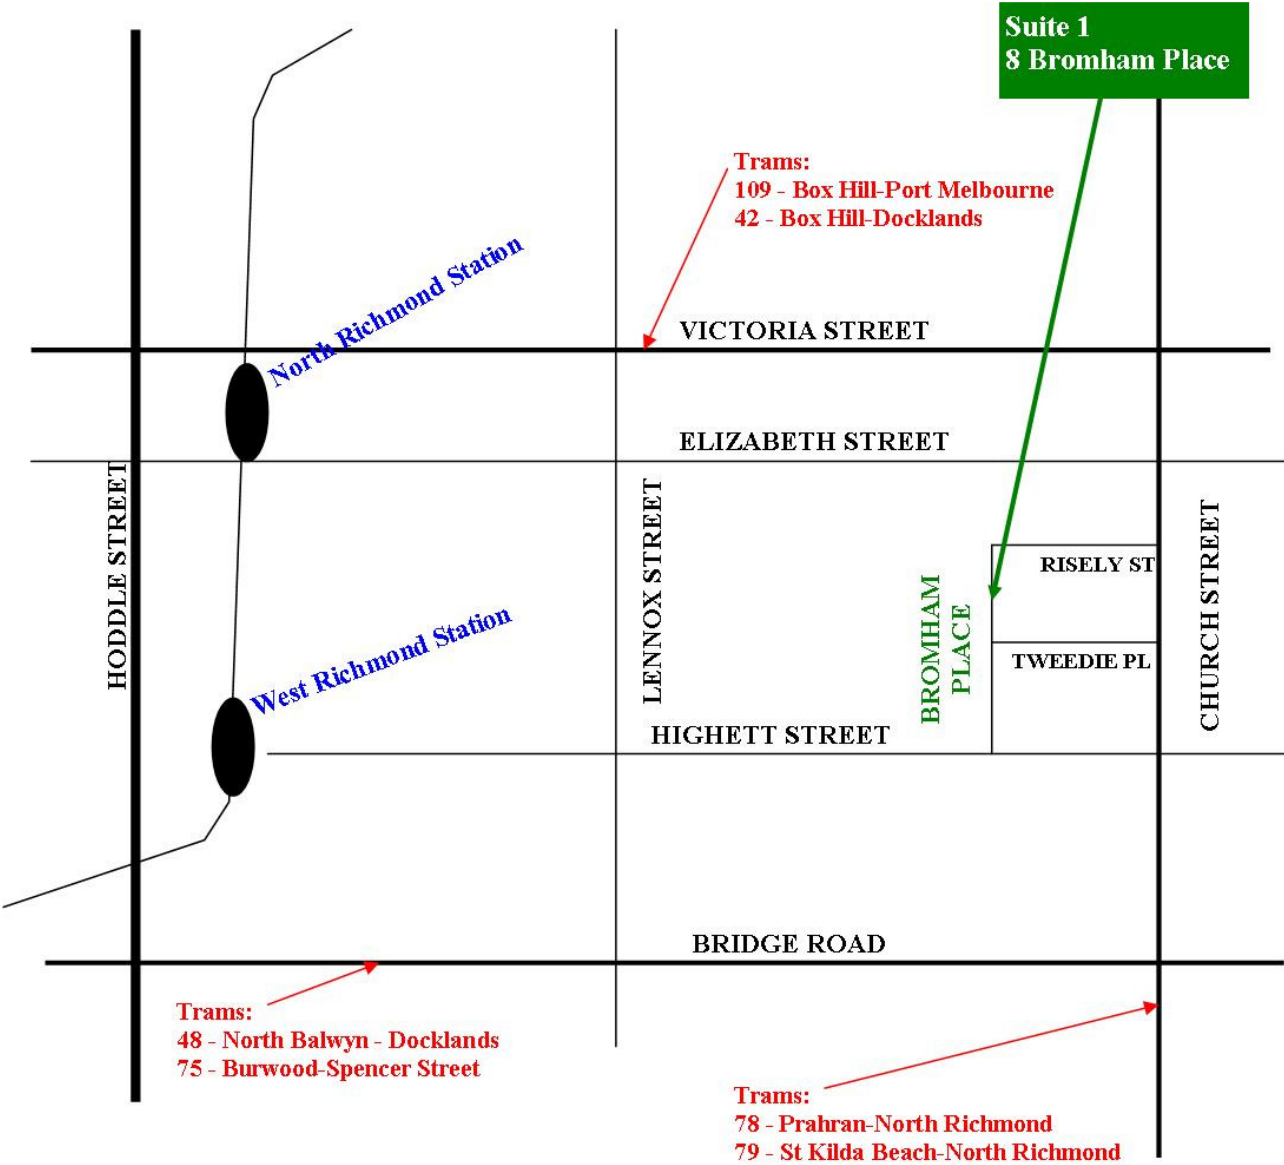 Suite 1
8 Bromham Place
Trams:
109 - Box Hill-Port Melbourne
42 - Box Hill-Docklands
North Richmond Station
VICTORIA STREET
ELIZABETH STREET
HODDLE STREET
LENNOX STREET
CHURCH STREET
RISELY ST
BROMHAM
PLACE
TWEEDIE PL
West Richmond Station
HIGHETT STREET
BRIDGE ROAD
Trams:
48 - North Balwyn - Docklands
75 - Burwood-Spencer Street
Trams:
78 - Prahran-North Richmond
79 - St Kilda Beach-North Richmond